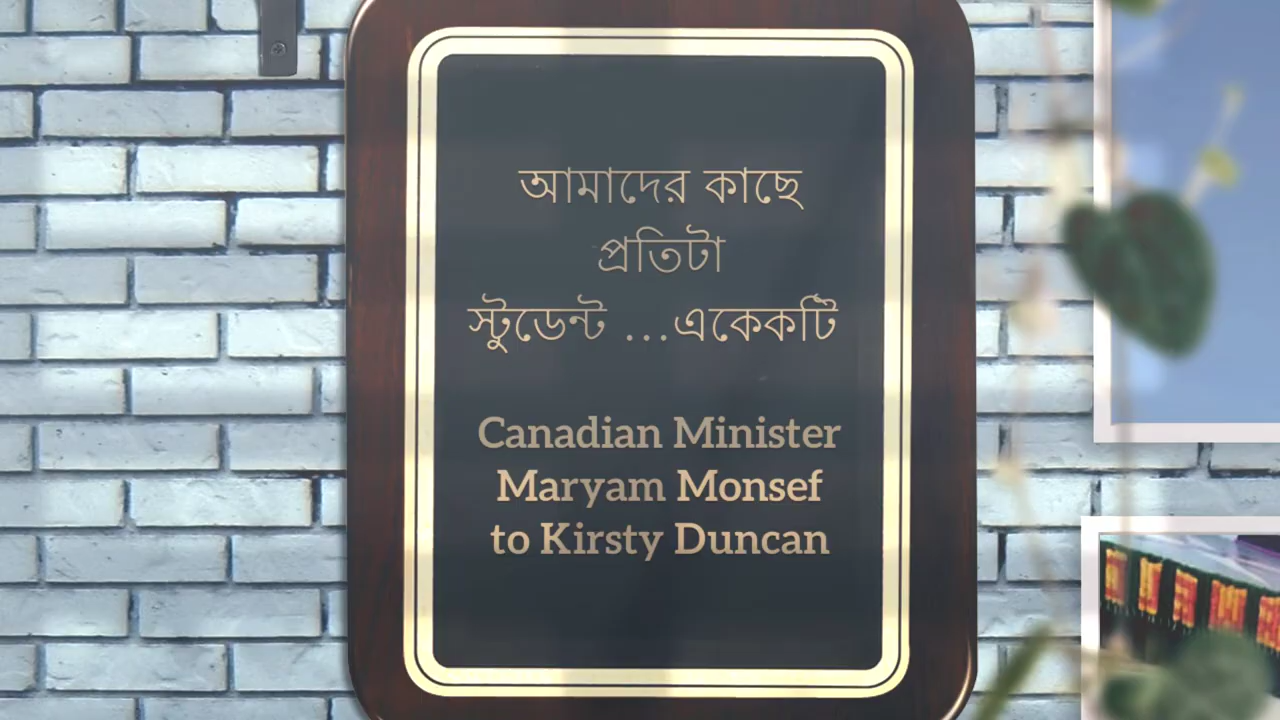 আমাদের কাছে
প্রতিটা
স্টুডেন্ট ...একেকটি
Canadian Minister
Maryam Monsef
to Kirsty Duncan